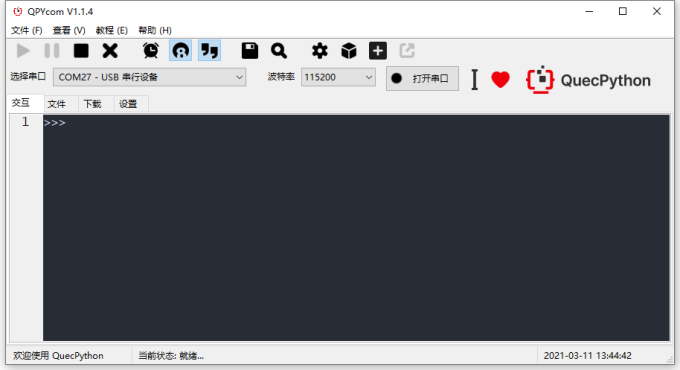 QPYcom V1.1.4
文件 (F) 查看 (V) 教程 (E) 帮助 (H)
选择串口 COM27 - USB 串行设备 波特率 115200 打开串口 QuecPython
交互 文件 下载 设置
1 >>>
欢迎使用 QuecPython 当前状态: 就绪... 2021-03-11 13:44:42